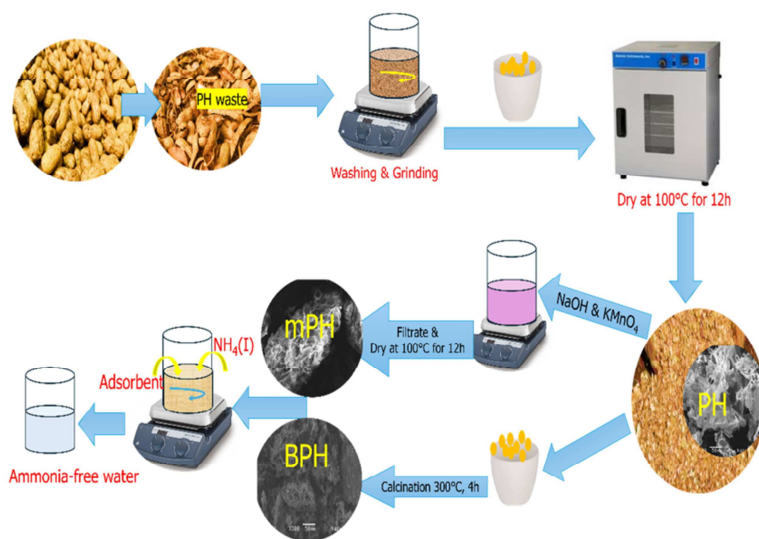 PH waste
Washing & Grinding
Dry at 100°C for 12h
NaOH & KMnO₄
PH
Filtrate &
Dry at 100°C for 12h
mPH
NH₄(I)
Adsorbent
BPH
Calcination 300°C, 4h
Ammonia-free water